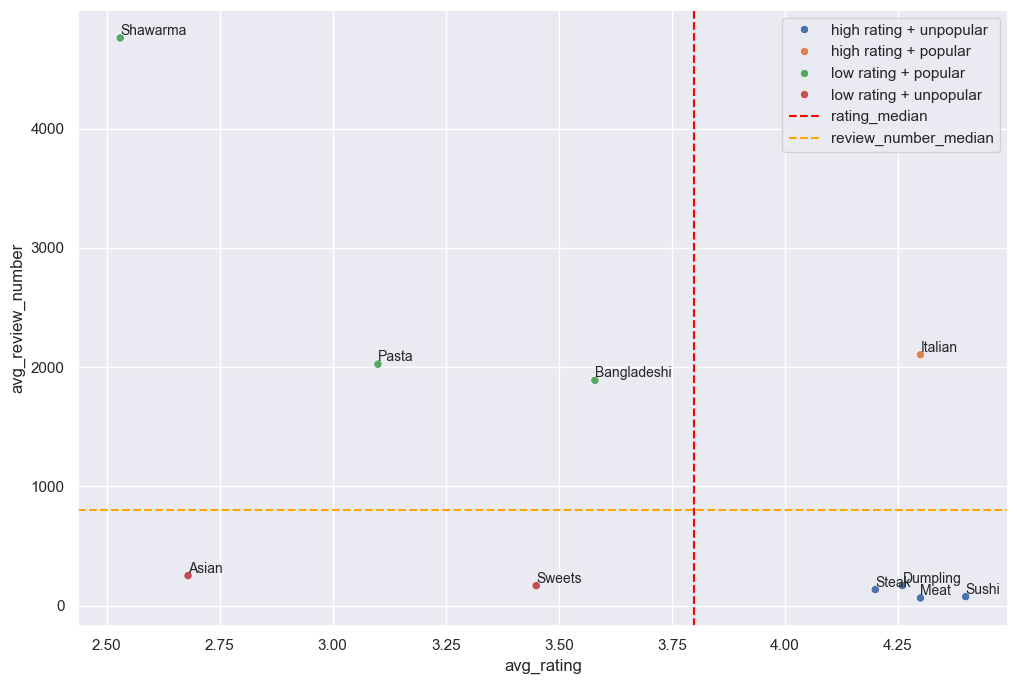 Shawarma
high rating + unpopular
high rating + popular
low rating + popular
low rating + unpopular
rating_median
review_number_median
4000
3000
2000
1000
0
avg_review_number
Pasta
Bangladeshi
Italian
Asian
Sweets
Steak
Dumpling
Meat
Sushi
2.50
2.75
3.00
3.25
3.50
3.75
4.00
4.25
avg_rating